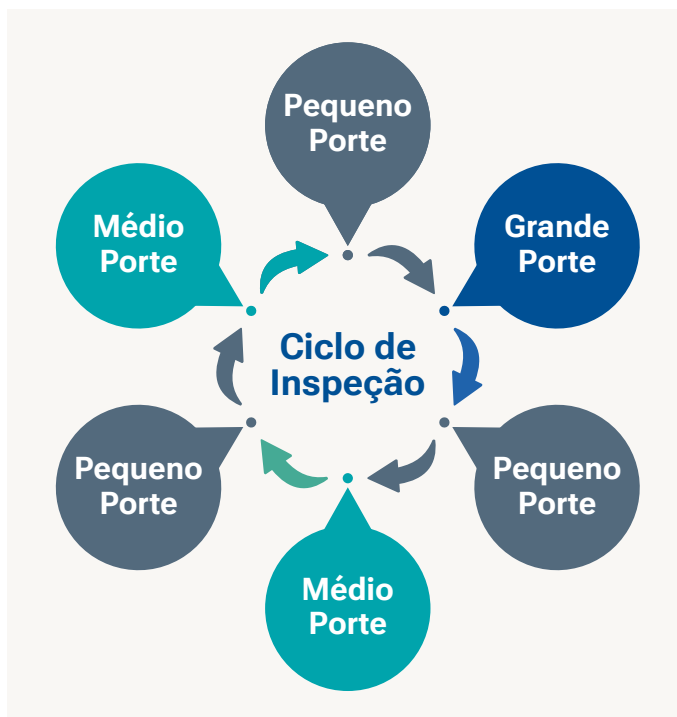 Pequeno
Porte
Médio
Porte
Grande
Porte
Ciclo de
Inspeção
Pequeno
Porte
Pequeno
Porte
Médio
Porte